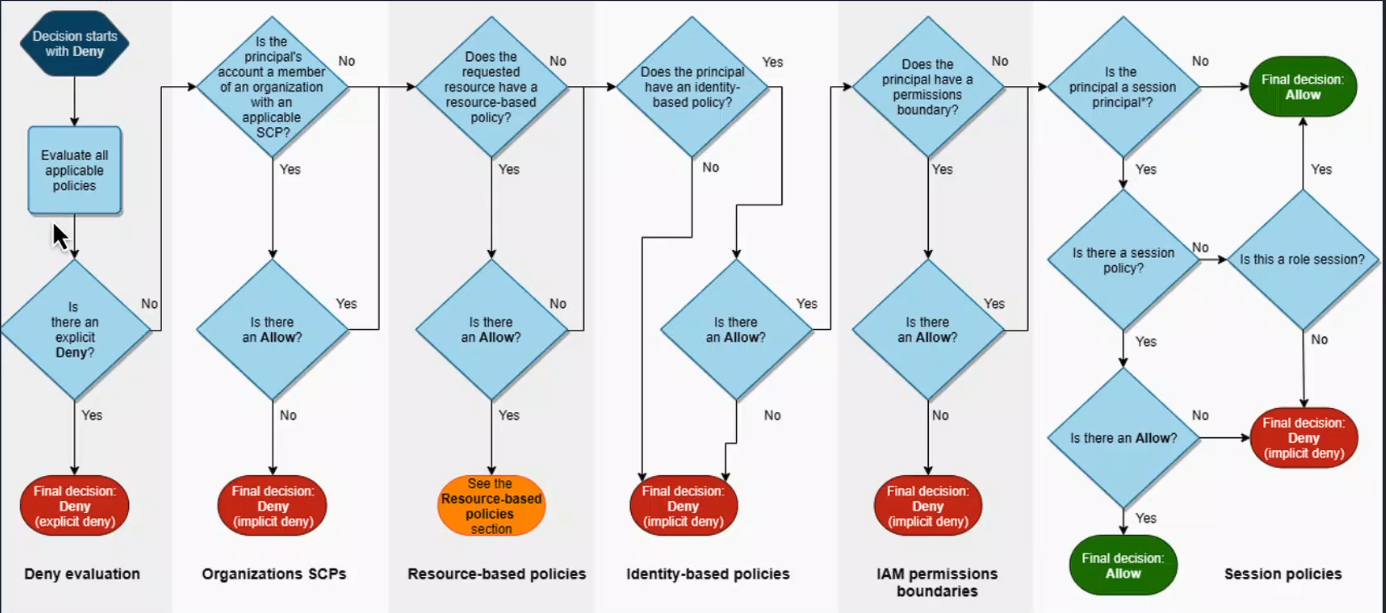 Decision starts
with Deny
Evaluate all
applicable
policies
Is
there an
explicit
Deny?
No
Yes
Final decision:
Deny
(explicit deny)
Deny evaluation
Is the
principal's
account a member
of an organization
with an
applicable
SCP?
No
Yes
Is there
an Allow?
Yes
No
Final decision:
Deny
(implicit deny)
Organizations SCPs
Does the
requested
resource have a
resource-based
policy?
No
Yes
Is there
an Allow?
No
Yes
See the
Resource-based
policies
section
Resource-based policies
Does the principal
have an identity-
based policy?
Yes
No
Is there
an Allow?
Yes
No
Final decision:
Deny
(implicit deny)
Identity-based policies
Does the
principal have a
permissions
boundary?
No
Yes
Is there
an Allow?
Yes
No
Final decision:
Deny
(implicit deny)
IAM permissions
boundaries
Is the
principal a session
principal*?
No
Final decision:
Allow
Yes
Yes
Is there a session
policy?
No
Is this a role session?
Yes
No
Is there an Allow?
No
Final decision:
Deny
(implicit deny)
Yes
Final decision:
Allow
Session policies